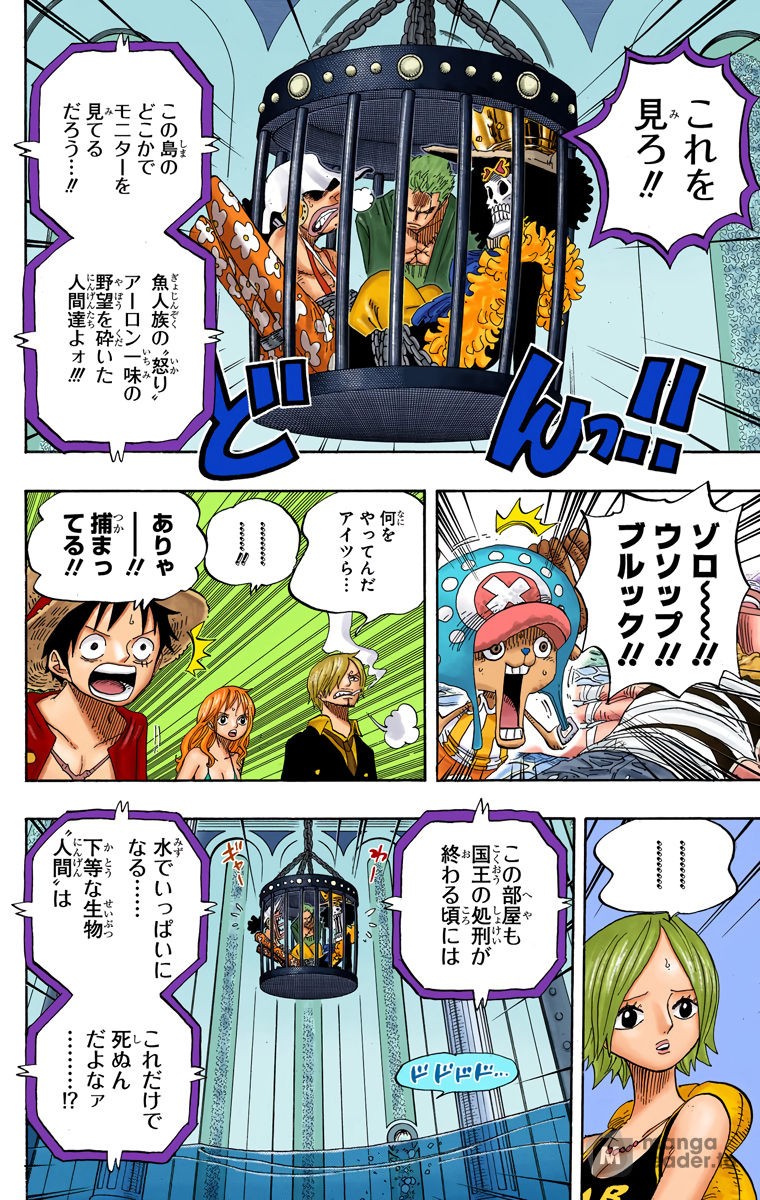 これを
見ろ!!
この島の
どこかで
モニターを
見てる
だろう…!!
魚人族の〝怒り〟
アーロン一味の
野望を砕いた
人間達よォ!!!
どんっ!!
ゾロ〜〜〜!!
ウソップ!!
ブルック!!
何を
やってんだ
アイツら…
…………!!
ありゃ
——!!
捕まっ
てる!!
…………
この部屋も
国王の処刑が
終わる頃には
水でいっぱいに
なる……
下等な生物
〝人間〟は
これだけで
死ぬん
だよなァ
………!?
わー
ギャー
ドドドド…
manga
reader.to